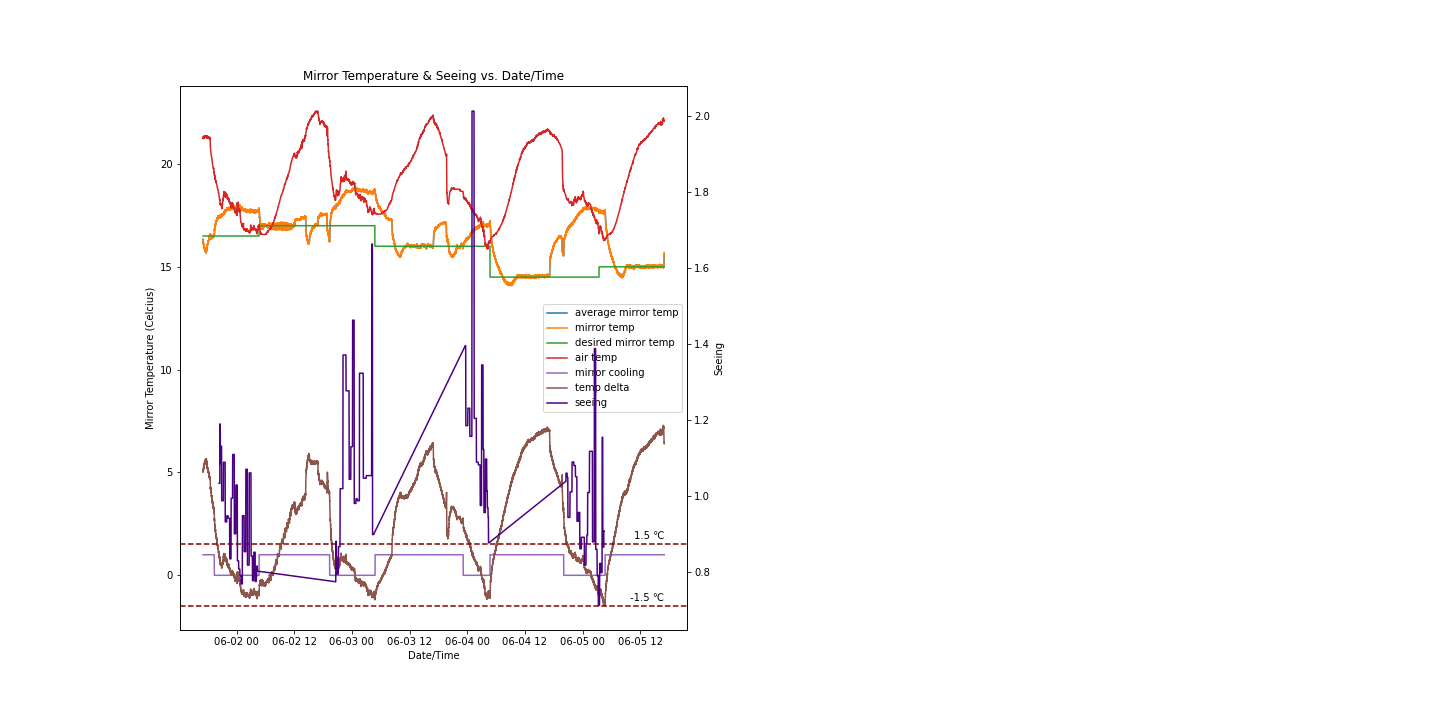 Mirror Temperature & Seeing vs. Date/Time
Mirror Temperature (Celcius)
20
15
10
5
0
2.0
1.8
1.6
1.4
1.2
1.0
0.8
Seeing
average mirror temp
mirror temp
desired mirror temp
air temp
mirror cooling
temp delta
seeing
1.5 ℃
-1.5 ℃
06-02 00 06-02 12 06-03 00 06-03 12 06-04 00 06-04 12 06-05 00 06-05 12
Date/Time